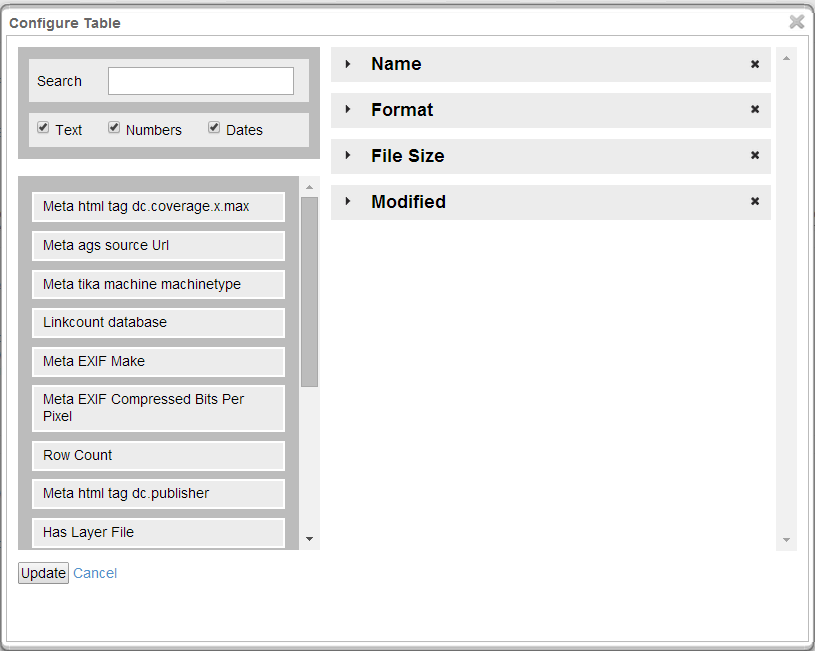 Configure Table
Search
Text Numbers Dates
Meta html tag dc.coverage.x.max
Meta ags source Url
Meta tika machine machinetype
Linkcount database
Meta EXIF Make
Meta EXIF Compressed Bits Per
Pixel
Row Count
Meta html tag dc.publisher
Has Layer File
Name
Format
File Size
Modified
Update Cancel